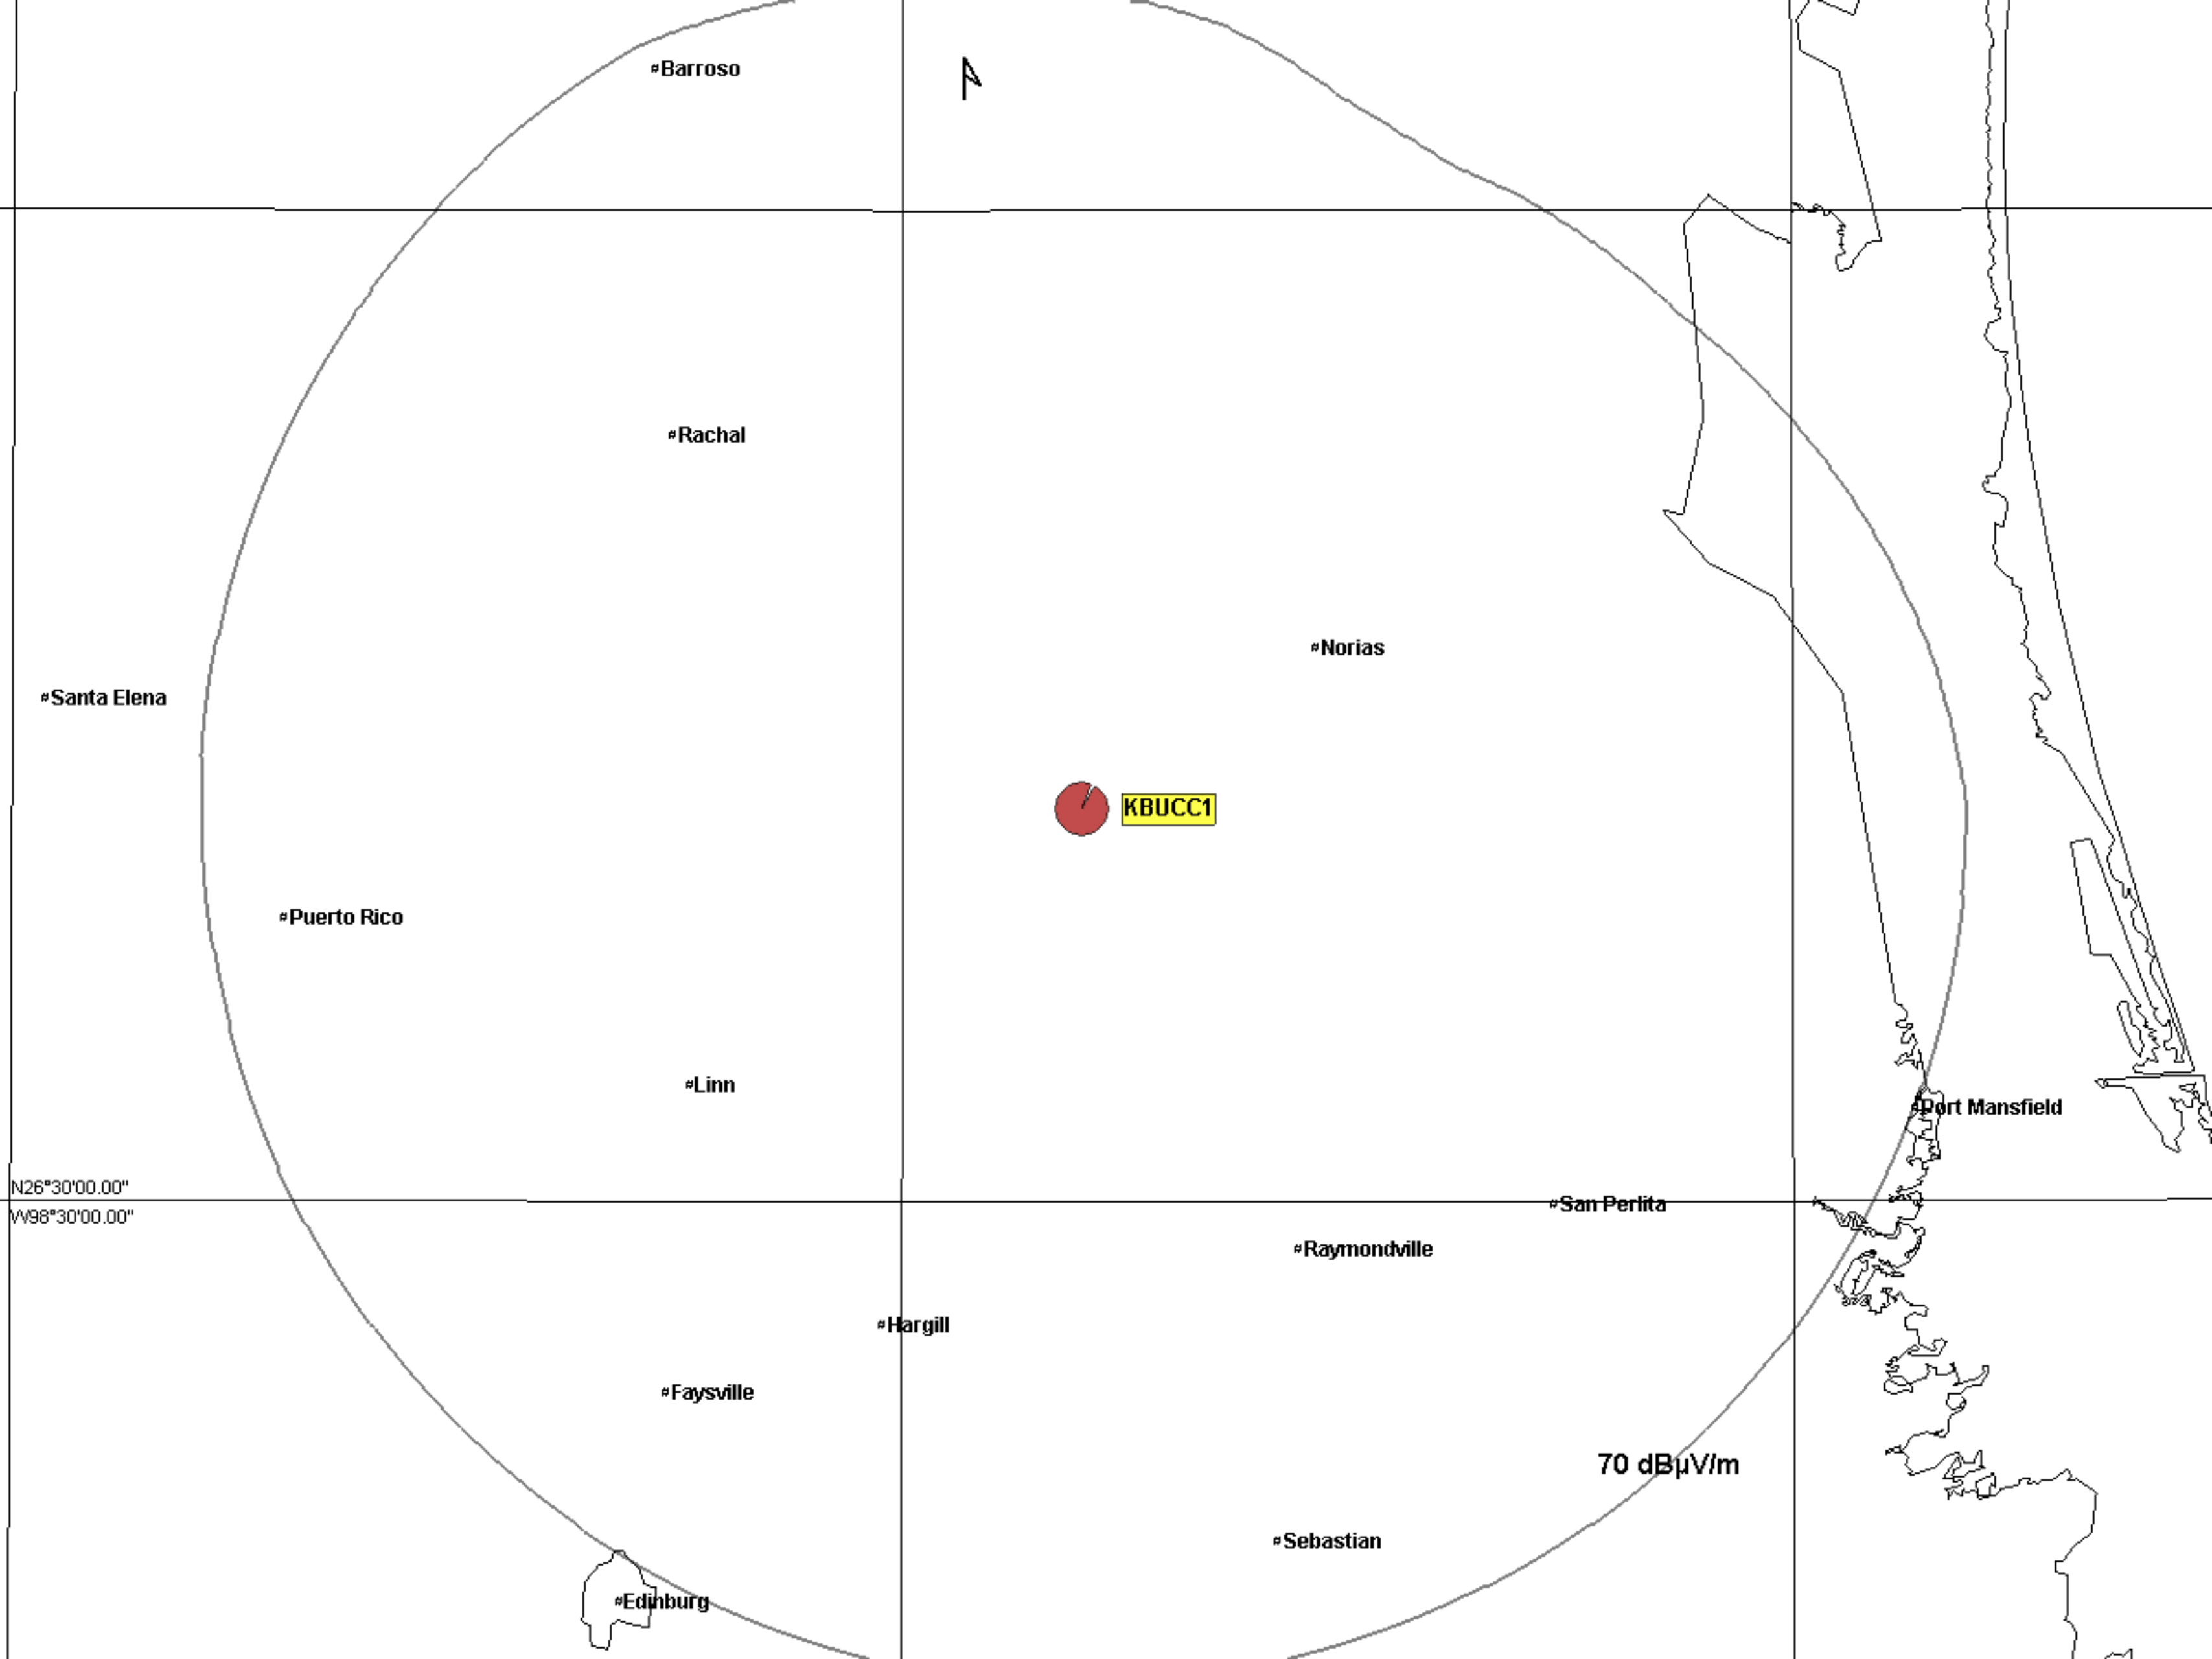 #Barroso
#Rachal
#Norias
#Santa Elena
KBUCC1
#Puerto Rico
#Linn
#Port Mansfield
N26°30'00.00"
W98°30'00.00"
#San Perlita
#Raymondville
#Hargill
#Faysville
70 dBµV/m
#Sebastian
#Edinburg